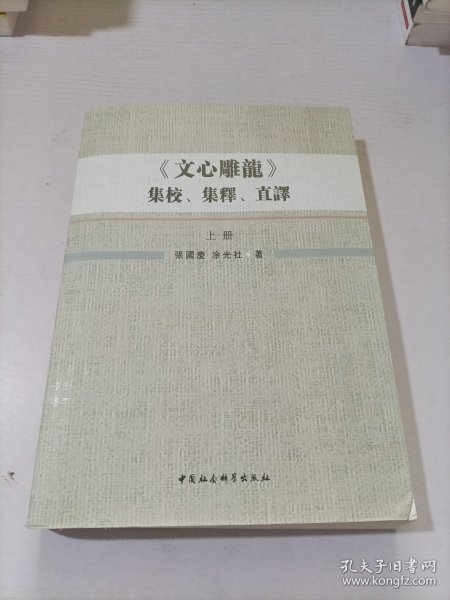 《文心雕龍》
集校、集釋、直譯
上册
張國慶 涂光社 著
中国社会科学出版社
孔夫子旧书网
www.kongfz.com